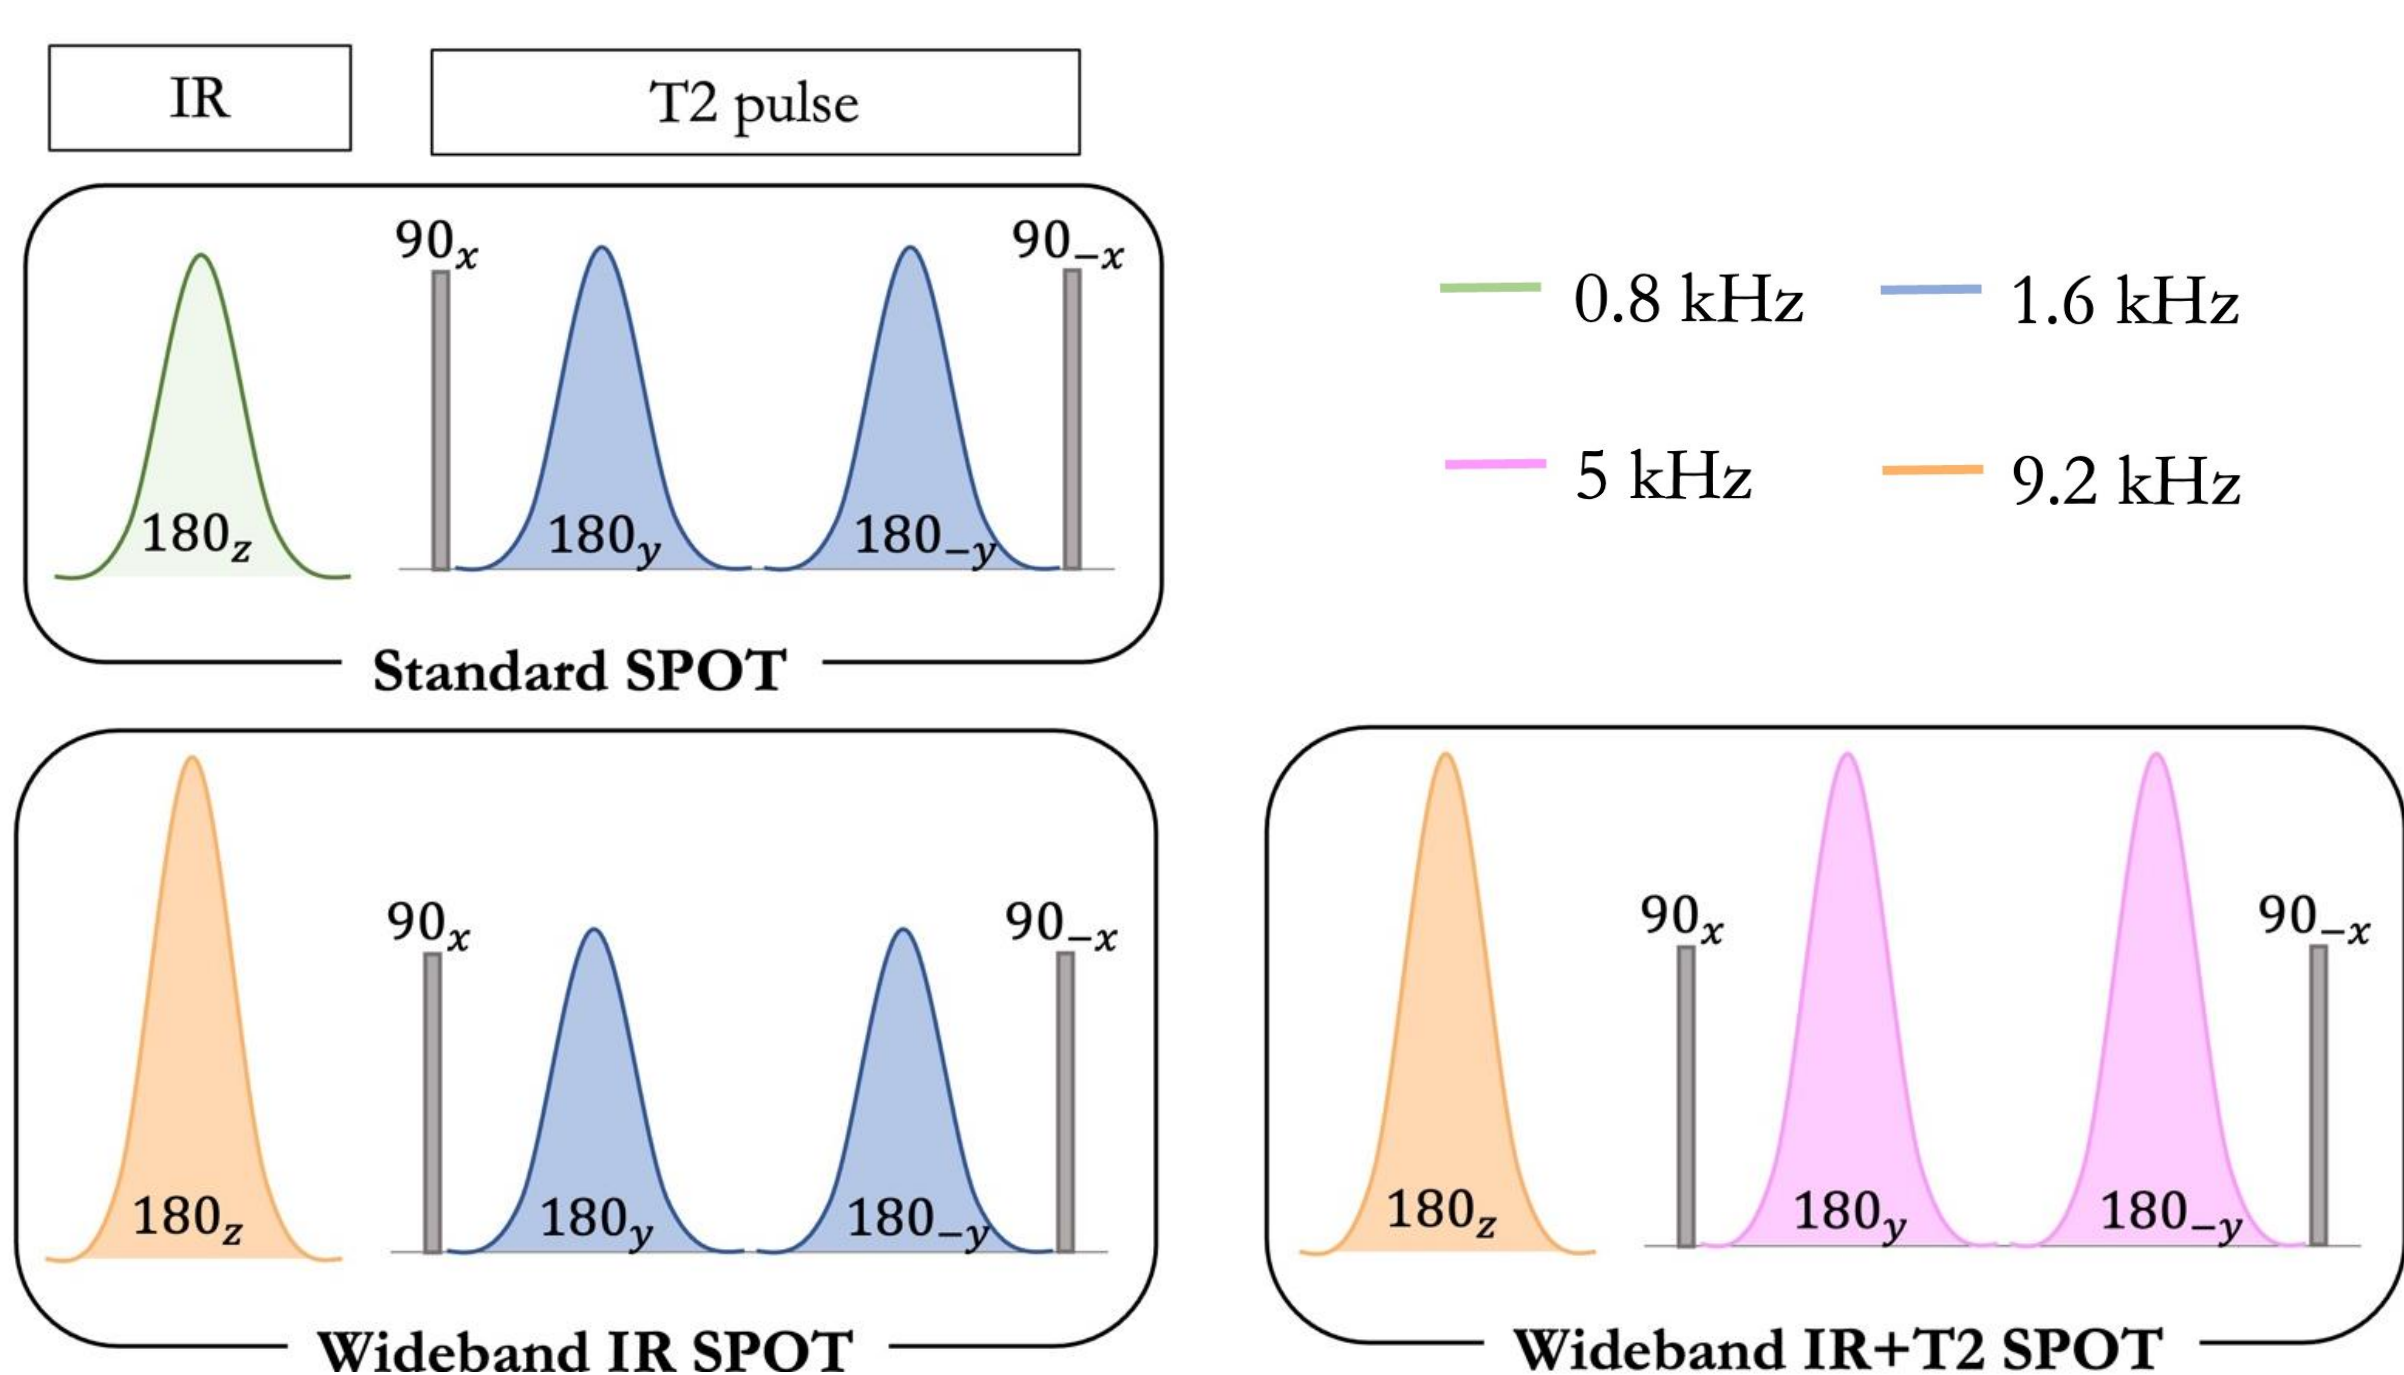 IR
T2 pulse
90x
90−x
180z
180y
180−y
Standard SPOT
0.8 kHz
1.6 kHz
5 kHz
9.2 kHz
90x
90−x
180z
180y
180−y
Wideband IR SPOT
90x
90−x
180z
180y
180−y
Wideband IR+T2 SPOT